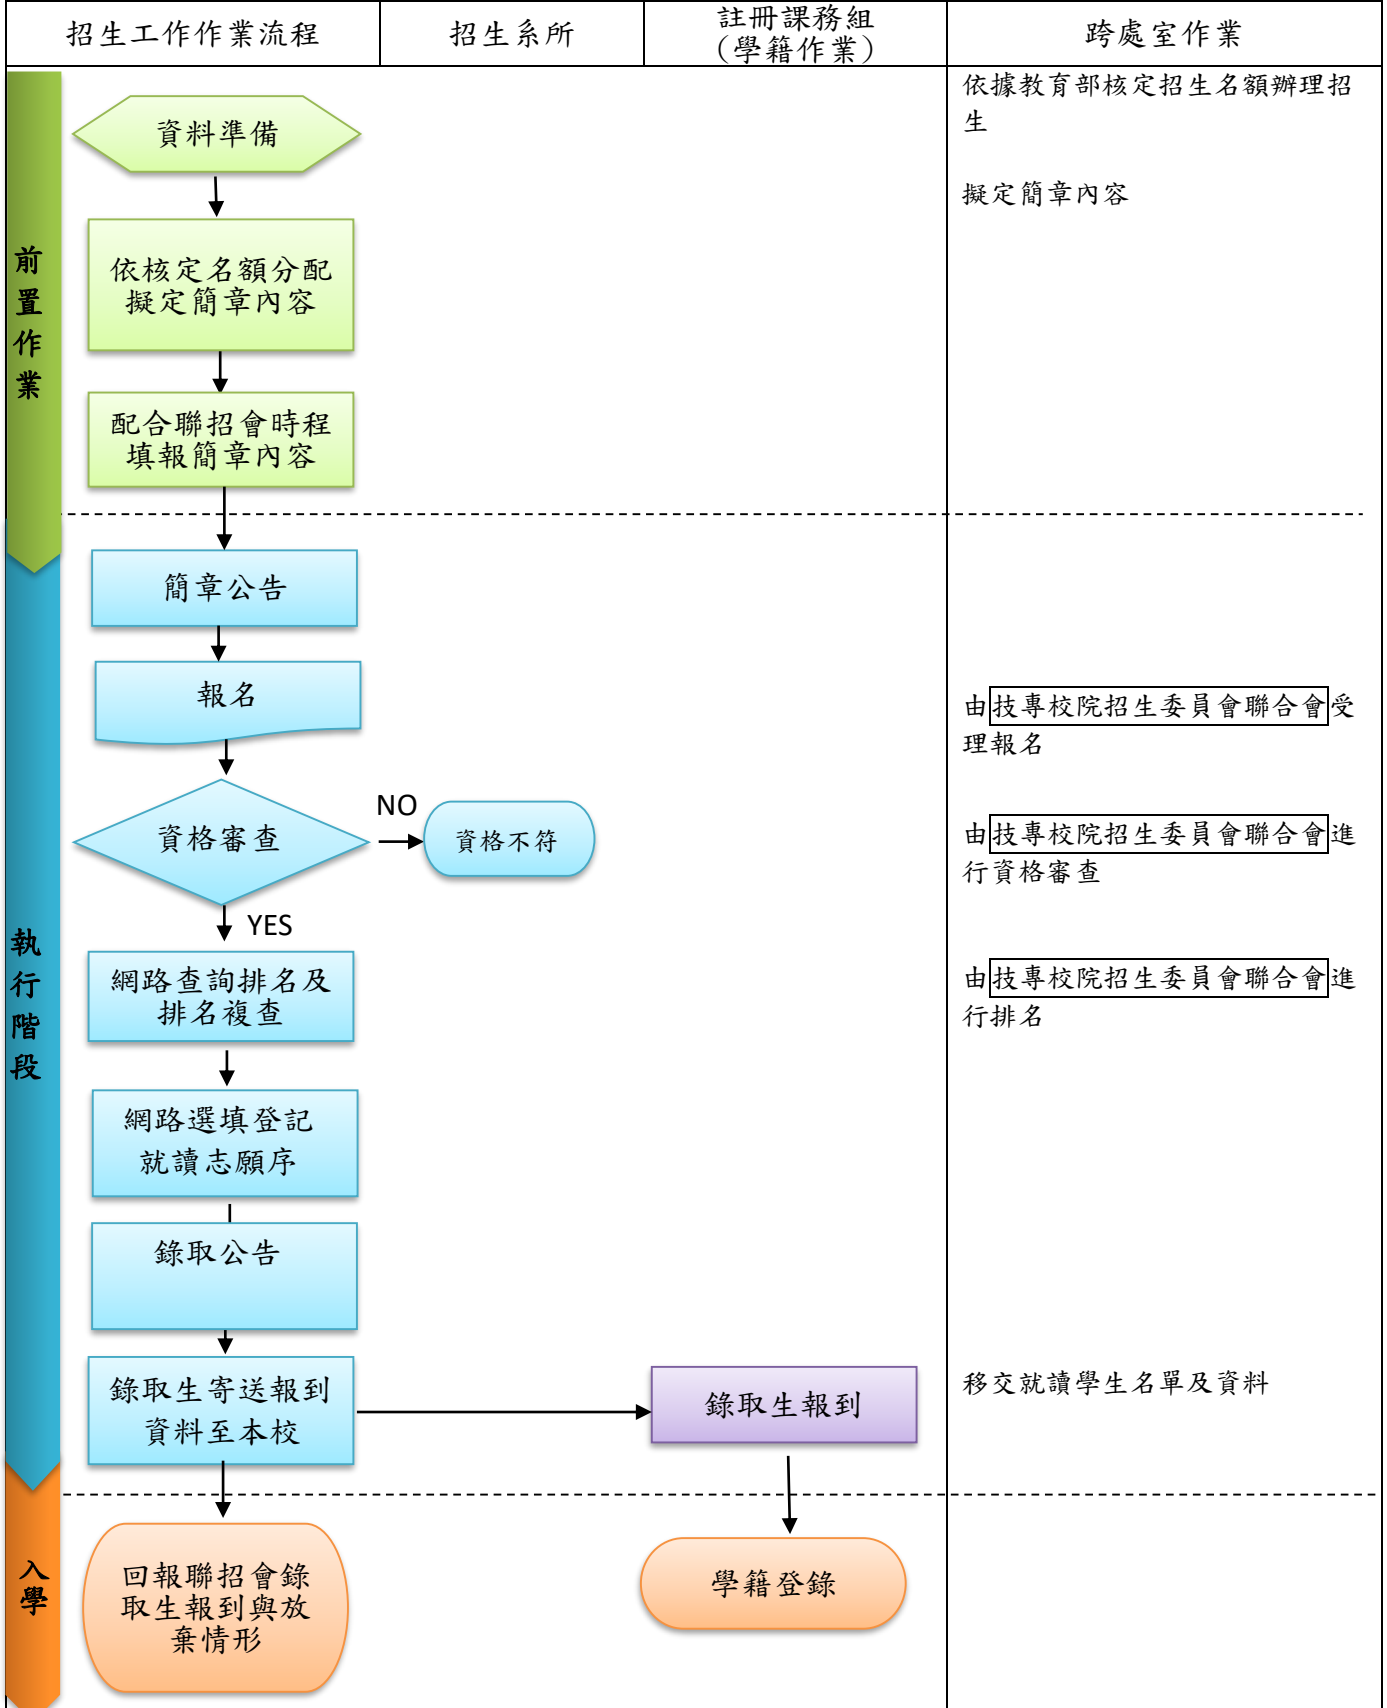 招生工作作業流程
招生系所
註冊課務組
(學籍作業)
跨處室作業
前置作業
資料準備
依據教育部核定招生名額辦理招
生
擬定簡章內容
依核定名額分配
擬定簡章內容
配合聯招會時程
填報簡章內容
執行階段
簡章公告
報名
由技專校院招生委員會聯合會受
理報名
資格審查
NO
資格不符
由技專校院招生委員會聯合會進
行資格審查
YES
網路查詢排名及
排名複查
由技專校院招生委員會聯合會進
行排名
網路選填登記
就讀志願序
錄取公告
錄取生寄送報到
資料至本校
錄取生報到
移交就讀學生名單及資料
入學
回報聯招會錄
取生報到與放
棄情形
學籍登錄